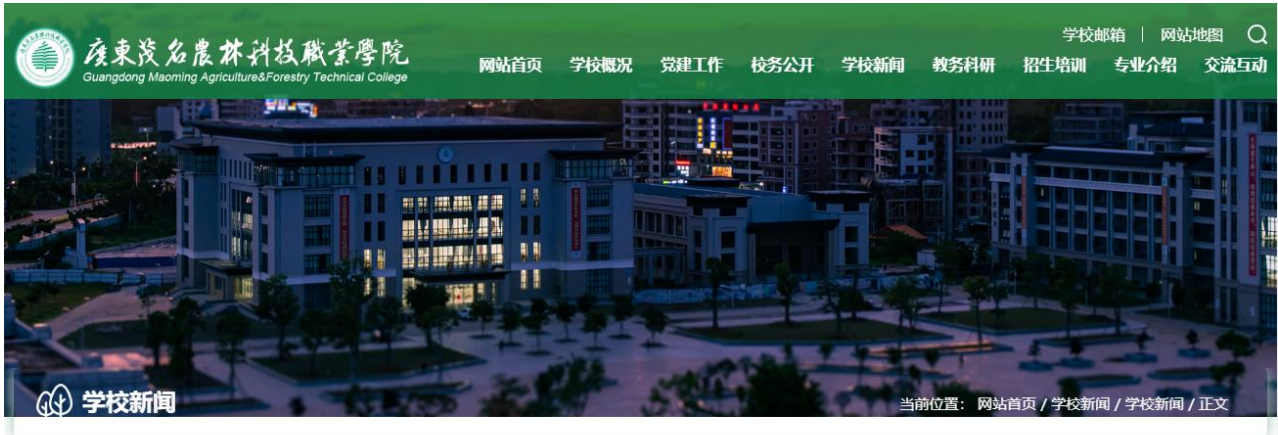 学校邮箱 | 网站地图
廣東茂名農林科技職業學院
Guangdong Maoming Agriculture&Forestry Technical College
网站首页 学校概况 党建工作 校务公开 学校新闻 教务科研 招生培训 专业介绍 交流互动
学校新闻
当前位置： 网站首页 / 学校新闻 / 学校新闻 / 正文